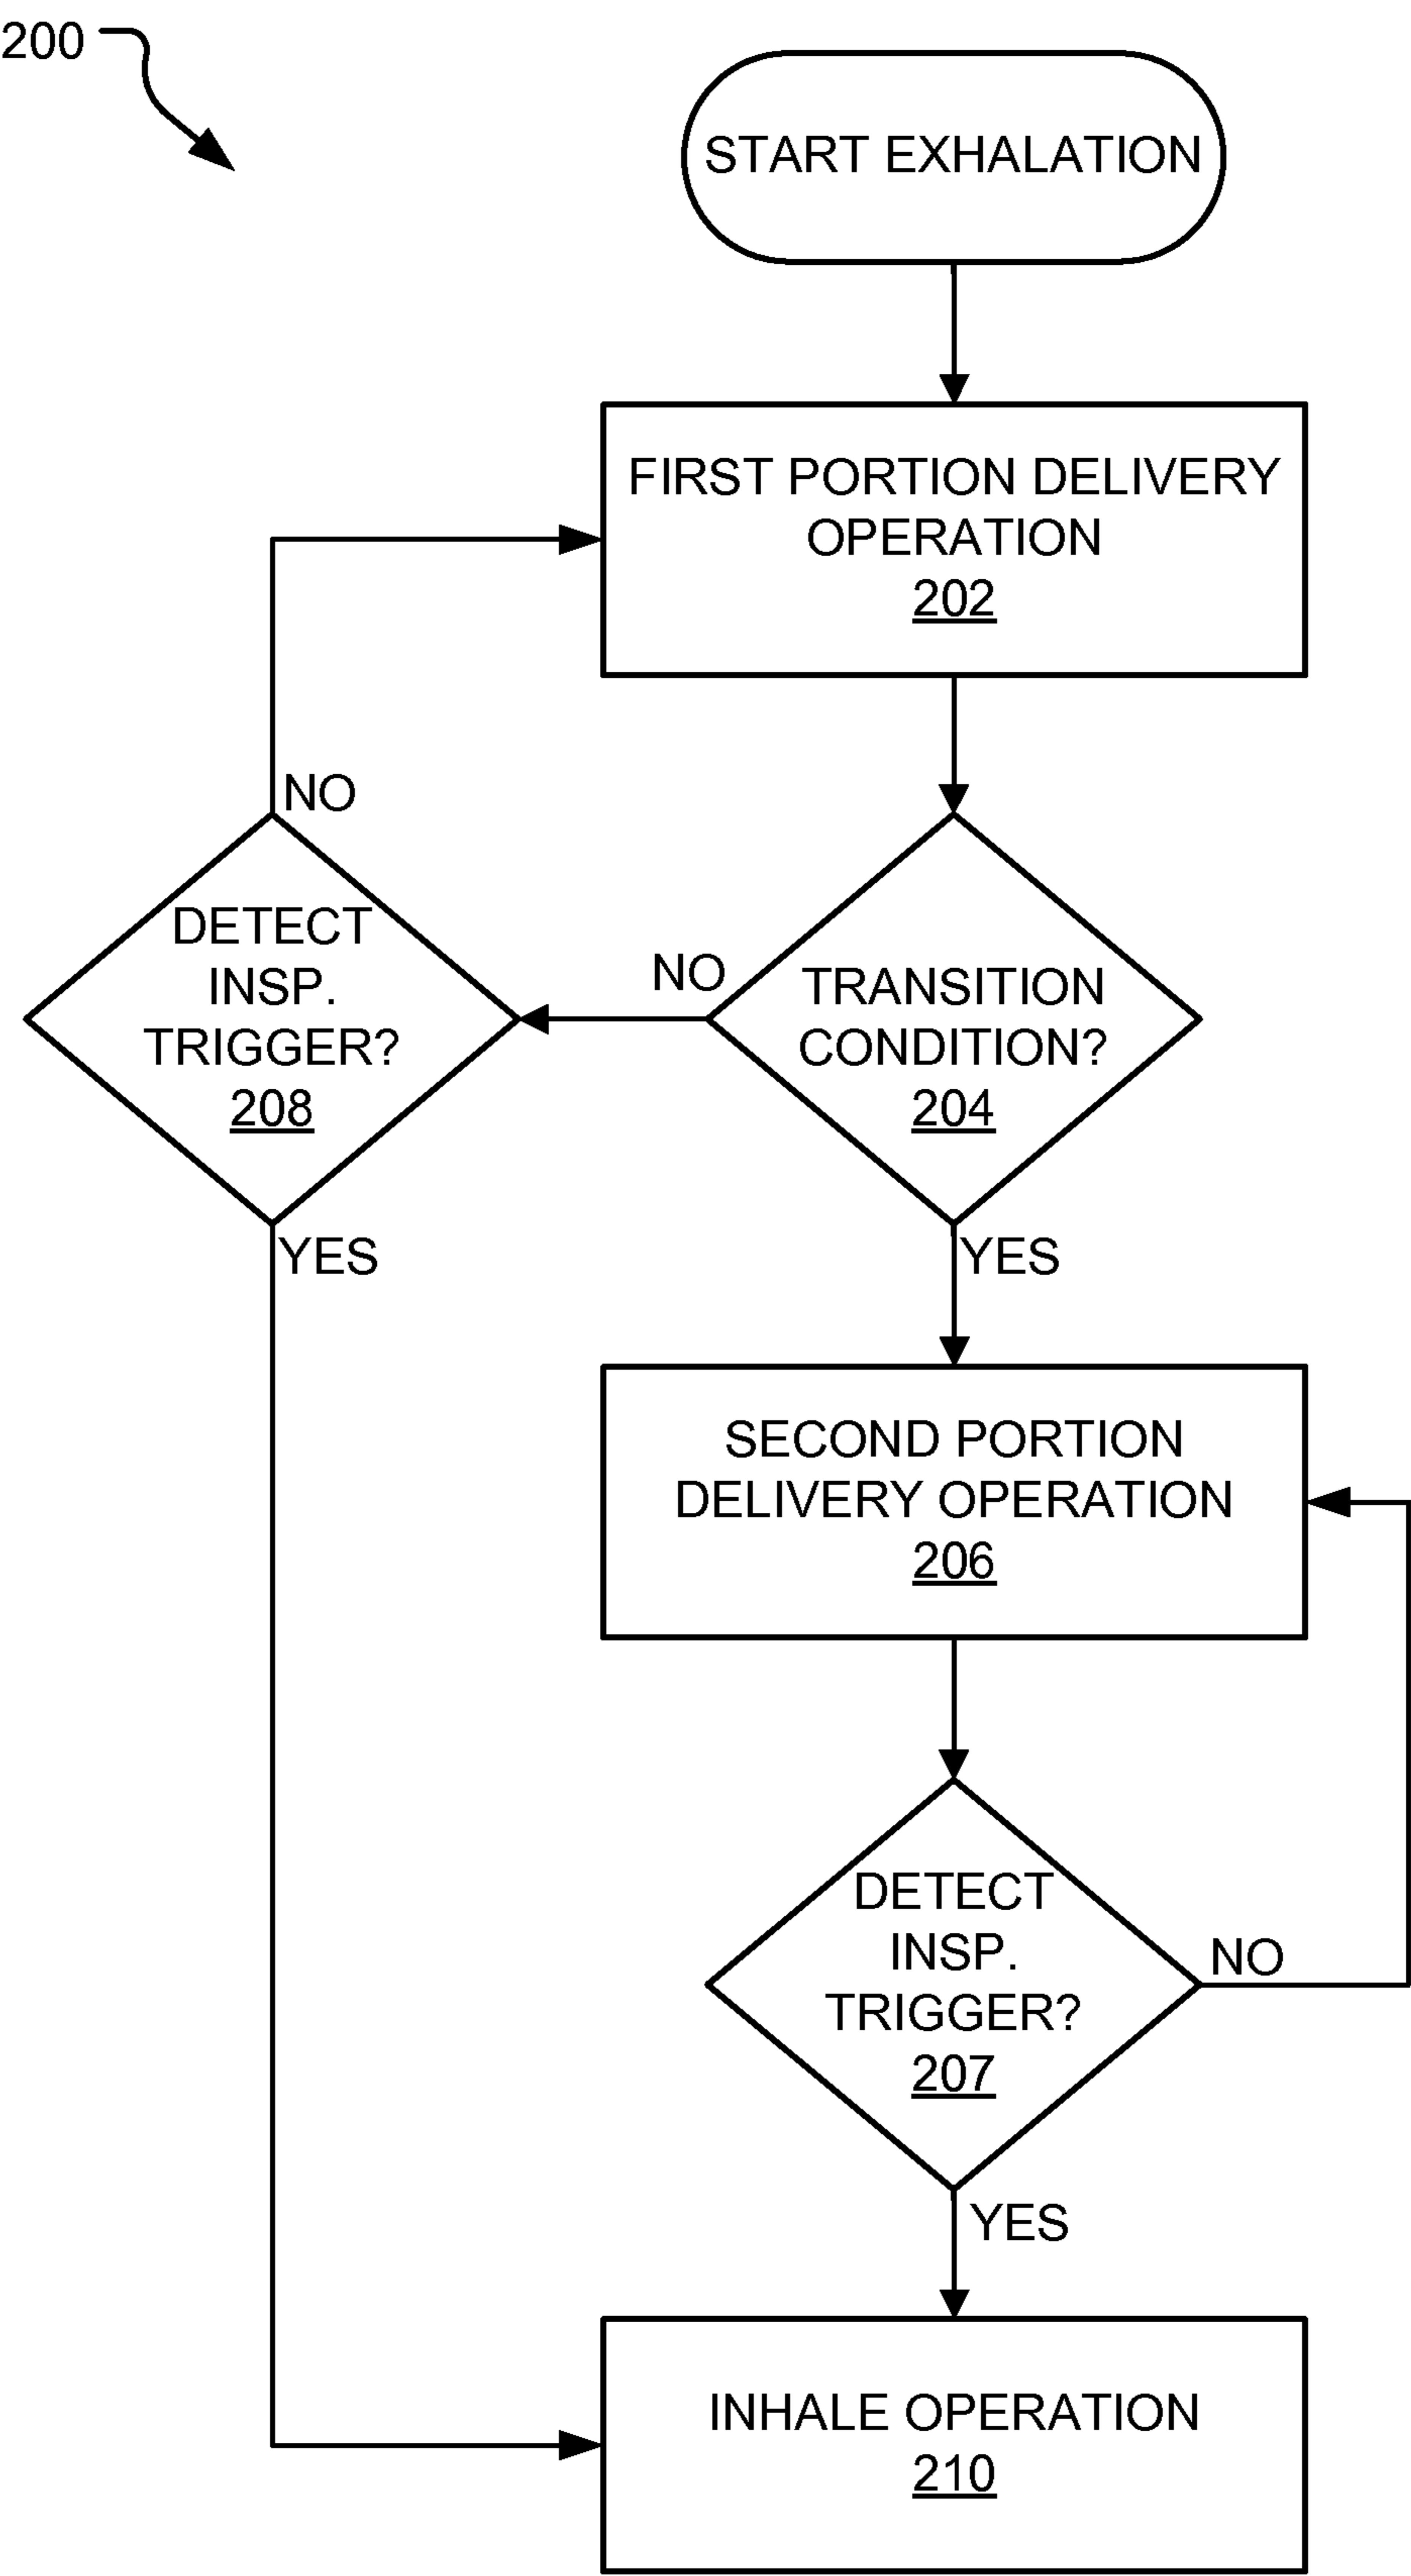 200
START EXHALATION
FIRST PORTION DELIVERY
OPERATION
202
NO
DETECT
INSP.
TRIGGER?
208
YES
NO
TRANSITION
CONDITION?
204
YES
SECOND PORTION
DELIVERY OPERATION
206
DETECT
INSP.
TRIGGER?
207
NO
YES
INHALE OPERATION
210